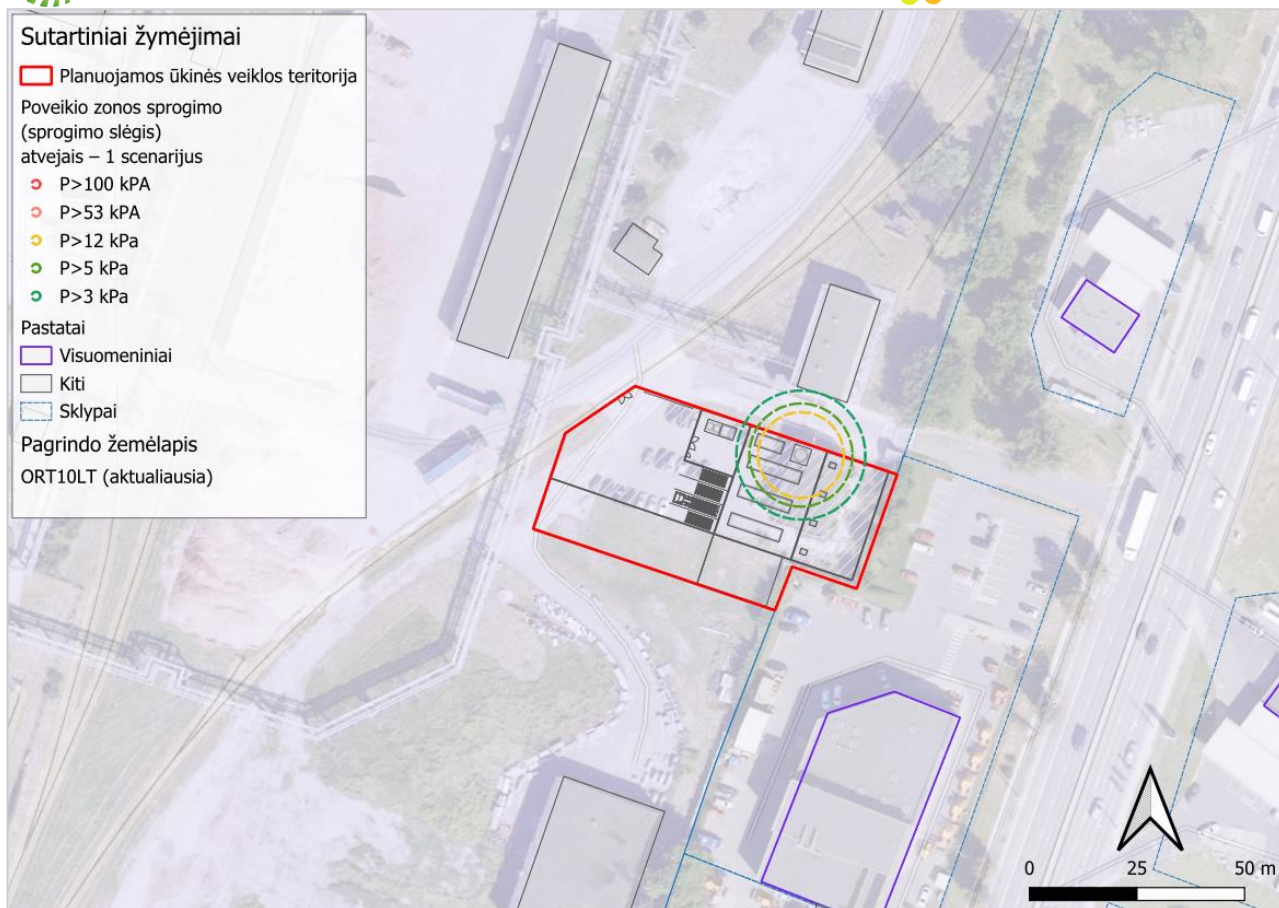 Sutartiniai žymėjimai
Planuojamos ūkinės veiklos teritorija
Poveikio zonos sprogimo
(sprogimo slėgis)
atvejais – 1 scenarijus
P>100 kPA
P>53 kPA
P>12 kPa
P>5 kPa
P>3 kPa
Pastatai
Visuomeniniai
Kiti
Sklypai
Pagrindo žemėlapis
ORT10LT (aktualiausia)
0 25 50 m